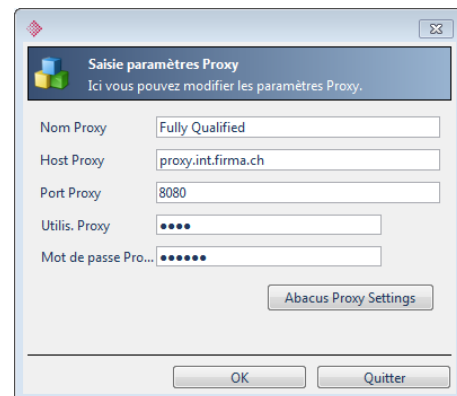 Saisie paramètres Proxy
Ici vous pouvez modifier les paramètres Proxy.
Nom Proxy Fully Qualified
Host Proxy proxy.int.firma.ch
Port Proxy 8080
Utilis. Proxy ••••
Mot de passe Pro... ••••••
Abacus Proxy Settings
OK Quitter